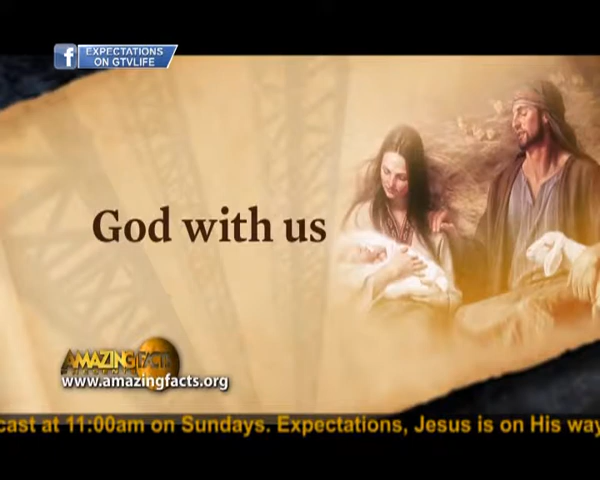 f EXPECTATIONS
ON GTVLIFE
God with us
AMAZING FACTS
www.amazingfacts.org
cast at 11:00am on Sundays. Expectations, Jesus is on His way